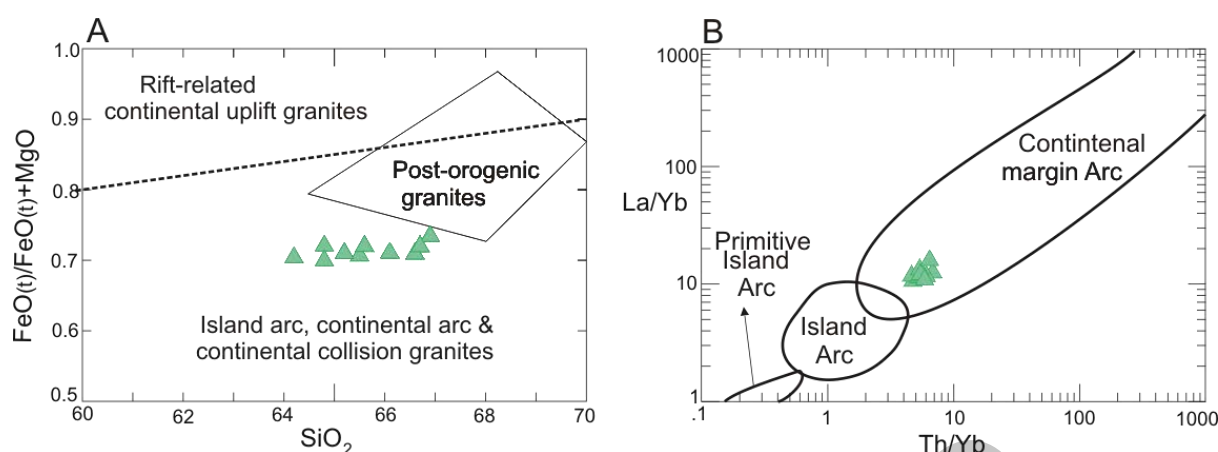 A
1.0
0.9
0.8
0.7
0.6
0.5
FeO(t)/FeO(t)+MgO
Rift-related
continental uplift granites
Post-orogenic
granites
Island arc, continental arc &
continental collision granites
60
62
64
66
68
70
SiO₂
B
1000
100
La/Yb
10
1
Contintenal
margin Arc
Primitive
Island
Arc
Island
Arc
.1
1
10
100
1000
Th/Yb